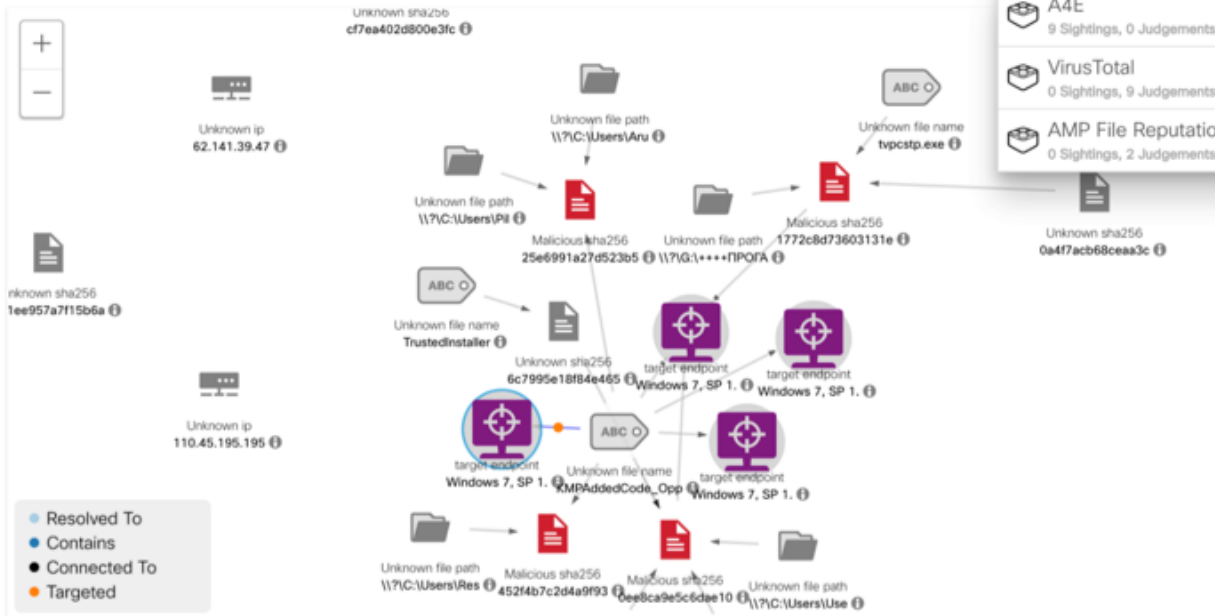 Unknown sha256
cf7ea402d800e3fc
A4E
9 Sightings, 0 Judgements
VirusTotal
0 Sightings, 9 Judgements
AMP File Reputatio
0 Sightings, 2 Judgements
+
−
Unknown ip
62.141.39.47
Unknown file path
\\?\C:\Users\Aru
ABC
Unknown file name
tvpcstp.exe
Unknown file path
\\?\C:\Users\Pil
Malicious sha256
25e6991a27d523b5
Unknown file path
\\?\G:\++++ПРОГА
Malicious sha256
1772c8d73603131e
Unknown sha256
0a4f7acb68ceaa3c
nknown sha256
1ee957a7f15b6a
ABC
Unknown file name
TrustedInstaller
Unknown sha256
6c7995e18f84e465
target endpoint
Windows 7, SP 1.
target endpoint
Windows 7, SP 1.
Unknown ip
110.45.195.195
target endpoint
Windows 7, SP 1.
ABC
Unknown file name
KMPAddedCode_Opp
target endpoint
Windows 7, SP 1.
Resolved To
Contains
Connected To
Targeted
Unknown file path
\\?\C:\Users\Res
Malicious sha256
452f4b7c2d4a9f93
Malicious sha256
0ee8ca9e5c6dae10
Unknown file path
\\?\C:\Users\Use